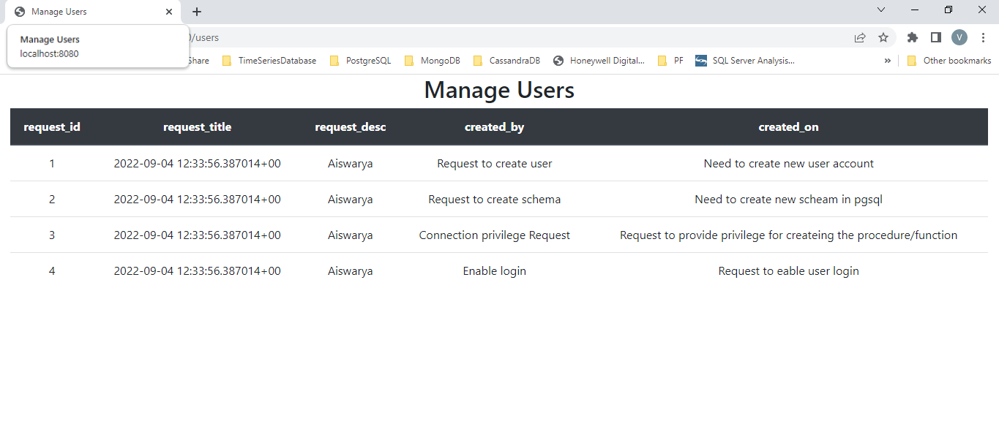 Manage Users
Manage Users
localhost:8080
/users
V
Share TimeSeriesDatabase PostgreSQL MongoDB CassandraDB Honeywell Digital... PF SQL Server Analysis... » Other bookmarks
Manage Users
request_id request_title request_desc created_by created_on
1 2022-09-04 12:33:56.387014+00 Aiswarya Request to create user Need to create new user account
2 2022-09-04 12:33:56.387014+00 Aiswarya Request to create schema Need to create new scheam in pgsql
3 2022-09-04 12:33:56.387014+00 Aiswarya Connection privilege Request Request to provide privilege for createing the procedure/function
4 2022-09-04 12:33:56.387014+00 Aiswarya Enable login Request to eable user login